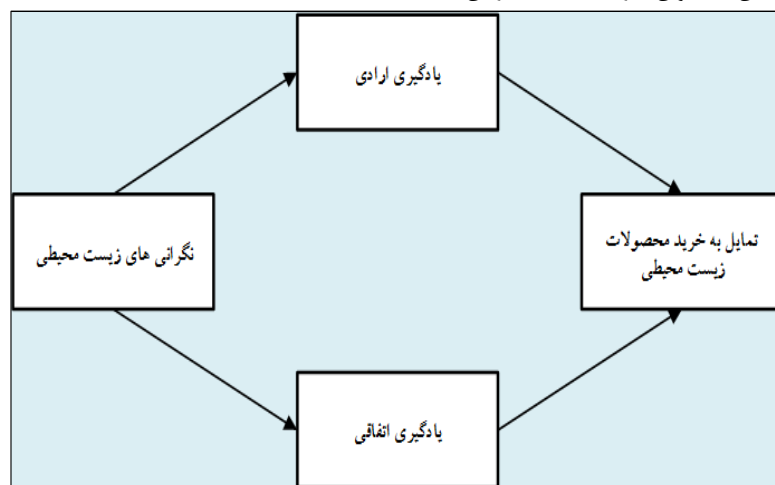 یادگیری ارادی
نگرانی های زیست محیطی
تمایل به خرید محصولات
زیست محیطی
یادگیری اتفاقی